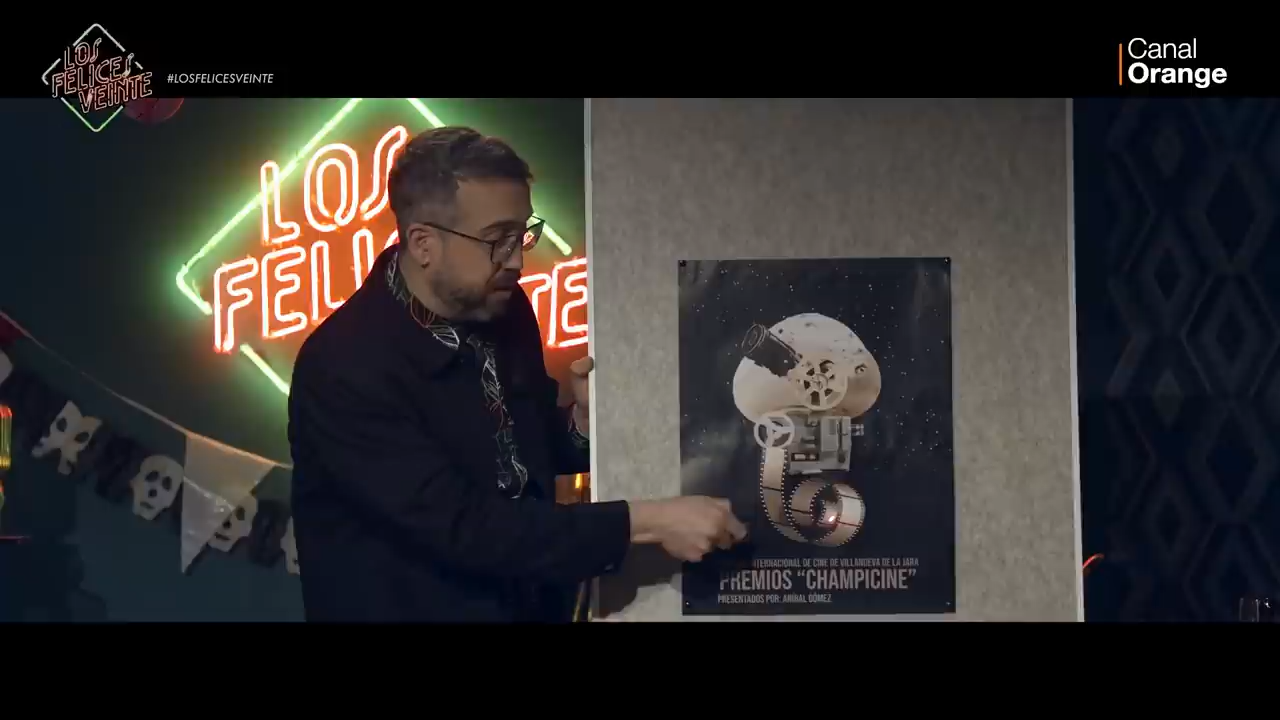 LOS
FELICES
VEINTE
#LOSFELICESVEINTE
Canal
Orange
LOS
FELI
TE
INTERNACIONAL DE CINE DE VILLANUEVA DE LA JARA
PREMIOS "CHAMPICINE"
PRESENTADOS POR: ANÍBAL GÓMEZ